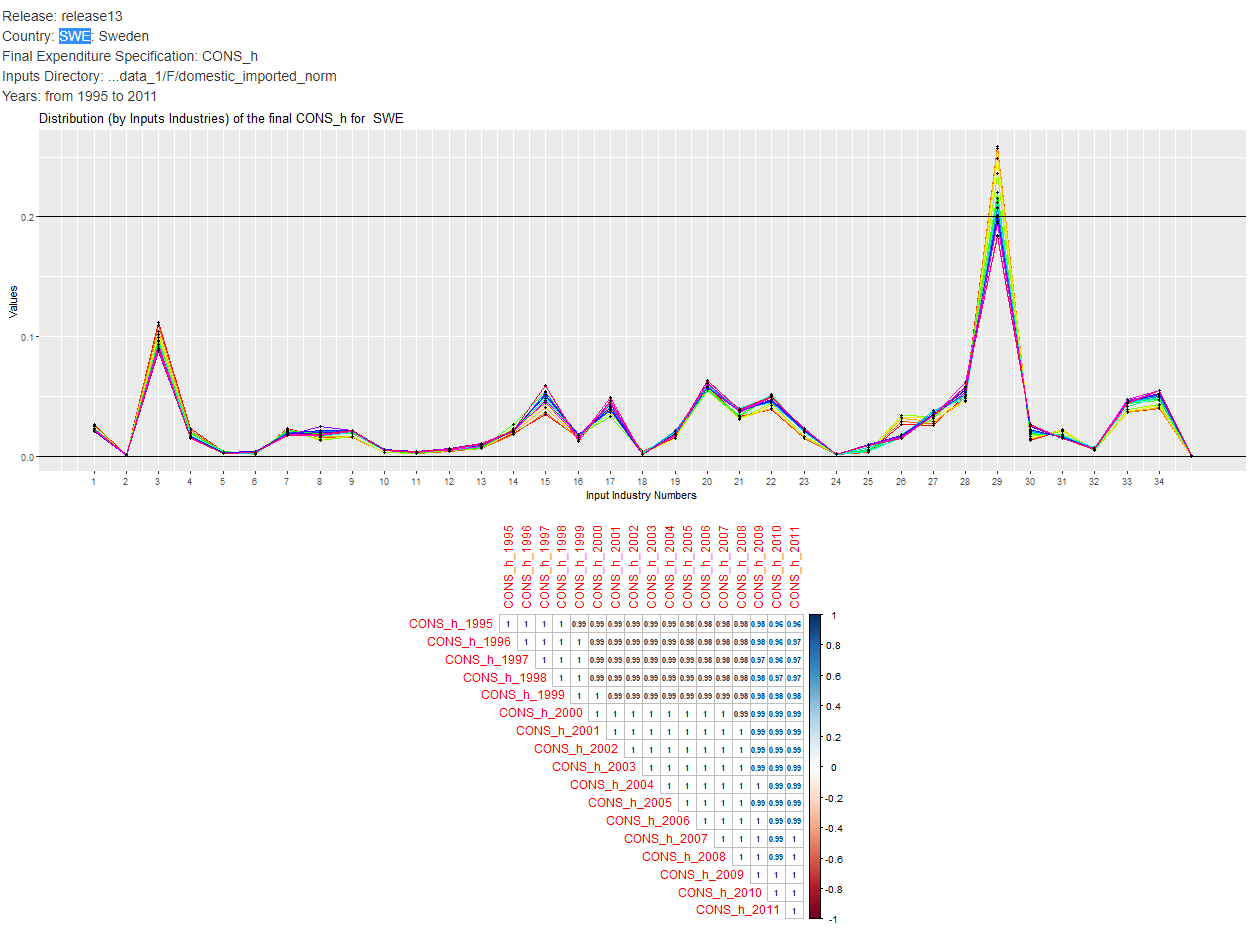 Release: release13
Country: SWE: Sweden
Final Expenditure Specification: CONS_h
Inputs Directory: ...data_1/F/domestic_imported_norm
Years: from 1995 to 2011
Distribution (by Inputs Industries) of the final CONS_h for  SWE
Values
0.2
0.1
0.0
1 2 3 4 5 6 7 8 9 10 11 12 13 14 15 16 17 18 19 20 21 22 23 24 25 26 27 28 29 30 31 32 33 34
Input Industry Numbers
CONS_h_1995 CONS_h_1996 CONS_h_1997 CONS_h_1998 CONS_h_1999 CONS_h_2000 CONS_h_2001 CONS_h_2002 CONS_h_2003 CONS_h_2004 CONS_h_2005 CONS_h_2006 CONS_h_2007 CONS_h_2008 CONS_h_2009 CONS_h_2010 CONS_h_2011
CONS_h_1995 1 1 1 1 0.99 0.99 0.99 0.99 0.99 0.99 0.98 0.98 0.98 0.98 0.98 0.96 0.96
CONS_h_1996 1 1 1 1 0.99 0.99 0.99 0.99 0.99 0.98 0.98 0.98 0.98 0.98 0.96 0.97
CONS_h_1997 1 1 1 0.99 0.99 0.99 0.99 0.99 0.99 0.98 0.98 0.98 0.97 0.96 0.97
CONS_h_1998 1 1 0.99 0.99 0.99 0.99 0.99 0.99 0.99 0.98 0.98 0.98 0.97 0.97
CONS_h_1999 1 1 0.99 0.99 0.99 0.99 0.99 0.99 0.99 0.98 0.98 0.98 0.98
CONS_h_2000 1 1 1 1 1 1 1 1 0.99 0.99 0.99 0.99
CONS_h_2001 1 1 1 1 1 1 1 1 0.99 0.99 0.99
CONS_h_2002 1 1 1 1 1 1 1 0.99 0.99 0.99
CONS_h_2003 1 1 1 1 1 1 0.99 0.99 0.99
CONS_h_2004 1 1 1 1 1 1 0.99 0.99
CONS_h_2005 1 1 1 1 0.99 0.99 0.99
CONS_h_2006 1 1 1 1 0.99 0.99
CONS_h_2007 1 1 1 0.99 1
CONS_h_2008 1 1 0.99 1
CONS_h_2009 1 1 1
CONS_h_2010 1 1
CONS_h_2011 1
1
0.8
0.6
0.4
0.2
0
-0.2
-0.4
-0.6
-0.8
-1